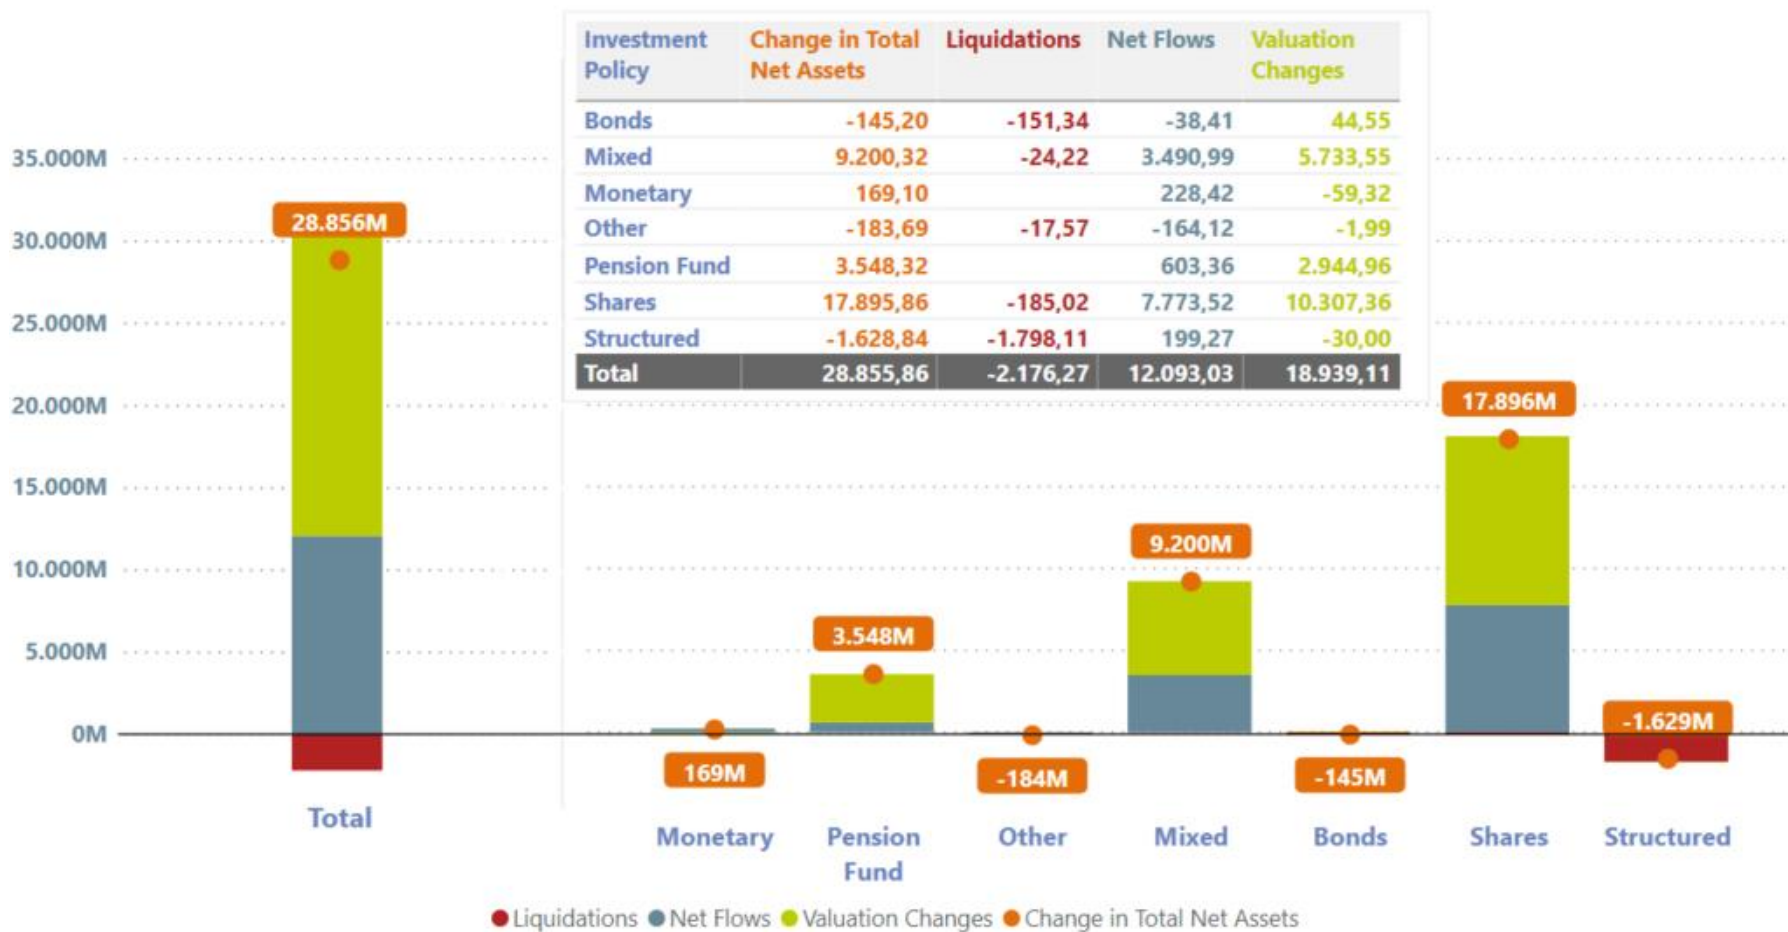 Investment Policy Change in Total Net Assets Liquidations Net Flows Valuation Changes
Bonds -145,20 -151,34 -38,41 44,55
Mixed 9.200,32 -24,22 3.490,99 5.733,55
Monetary 169,10 228,42 -59,32
Other -183,69 -17,57 -164,12 -1,99
Pension Fund 3.548,32 603,36 2.944,96
Shares 17.895,86 -185,02 7.773,52 10.307,36
Structured -1.628,84 -1.798,11 199,27 -30,00
Total 28.855,86 -2.176,27 12.093,03 18.939,11
35.000M
30.000M
25.000M
20.000M
15.000M
10.000M
5.000M
0M
28.856M
169M
3.548M
-184M
9.200M
-145M
17.896M
-1.629M
Total
Monetary
Pension
Fund
Other
Mixed
Bonds
Shares
Structured
Liquidations Net Flows Valuation Changes Change in Total Net Assets